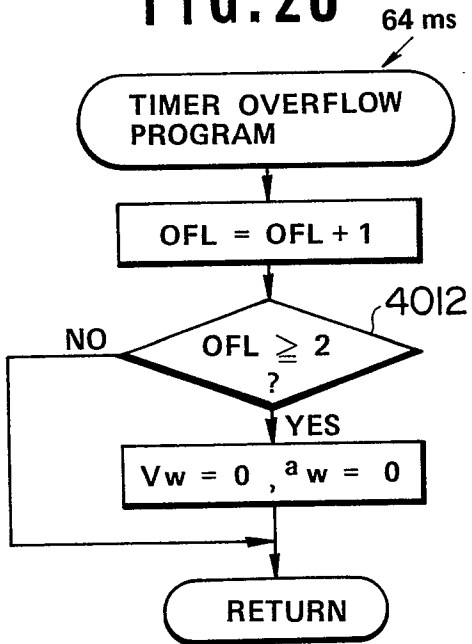 FIG.20
64 ms
TIMER OVERFLOW
PROGRAM
OFL = OFL + 1
4012
NO
OFL ≧ 2
?
YES
Vw = 0 , aw = 0
RETURN